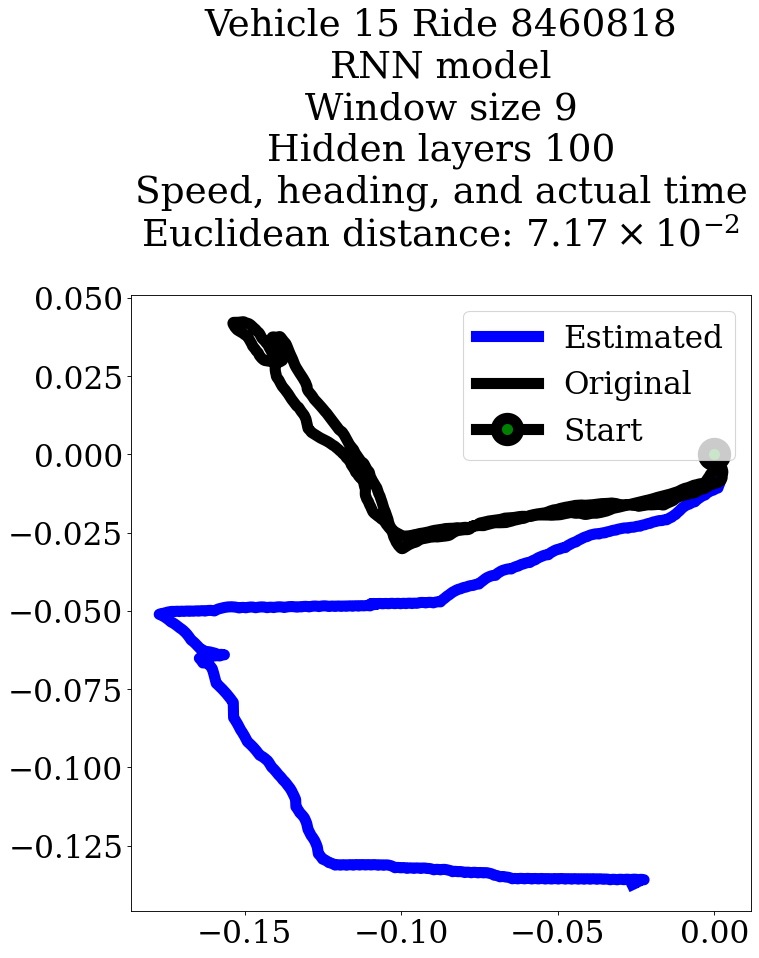 Vehicle 15 Ride 8460818
RNN model
Window size 9
Hidden layers 100
Speed, heading, and actual time
Euclidean distance: 7.17 × 10⁻²
Estimated
Original
Start
0.050
0.025
0.000
−0.025
−0.050
−0.075
−0.100
−0.125
−0.15 −0.10 −0.05 0.00